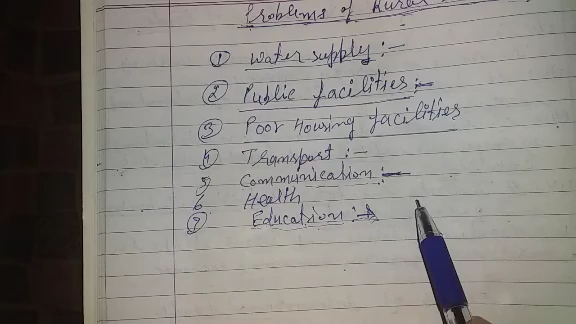 Problems of Rural
① Water supply :-
② Public facilities :-
③ Poor Housing facilities
④ Transport : -
5 Communication :-
6 Health
⑦ Education :-